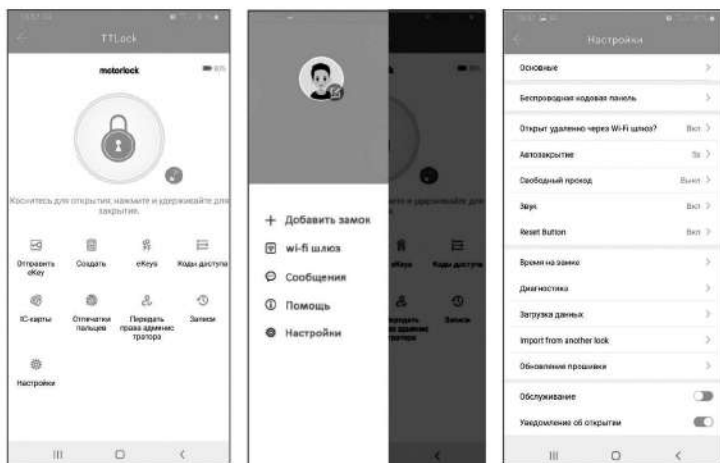 TTLock
motorlock
Коснитесь для открытия, нажмите и удерживайте для
закрытия.
Отправить
eKey
Создать
eKeys
Коды доступа
IC-карты
Отпечатки
пальцев
Передать
права админис
тратора
Записи
Настройки
+ Добавить замок
wi-fi шлюз
Сообщения
Помощь
Настройки
Настройки
Основные
Беспроводная кодовая панель
Открыт удаленно через Wi-Fi шлюз? Вкл
Автозакрытие 5s
Свободный проход Выкл
Звук Вкл
Reset Button Вкл
Время на замке
Диагностика
Загрузка данных
Import from another lock
Обновление прошивки
Обслуживание
Уведомление об открытии